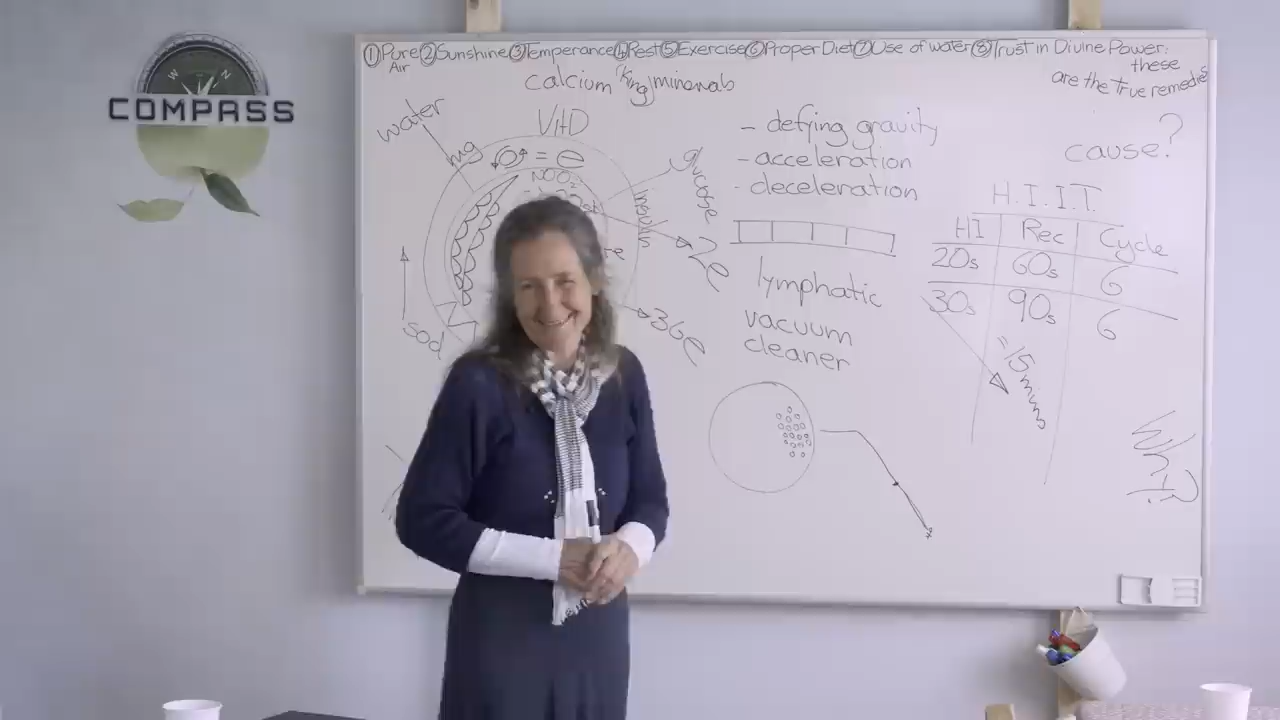 COMPASS
W N
①Pure ②Sunshine ③Temperance ④Rest ⑤Exercise ⑥Proper Diet ⑦Use of water ⑧Trust in Divine Power:
Air
these
are the true remedies
calcium (king) minerals
water
mg
Vit D
= e
glucose
insulin
2e
36e
sod
- defying gravity
- acceleration
- deceleration
lymphatic
vacuum
cleaner
cause?
H.I.I.T.
HI Rec Cycle
20s 60s 6
30s 90s 6
= 15 mins